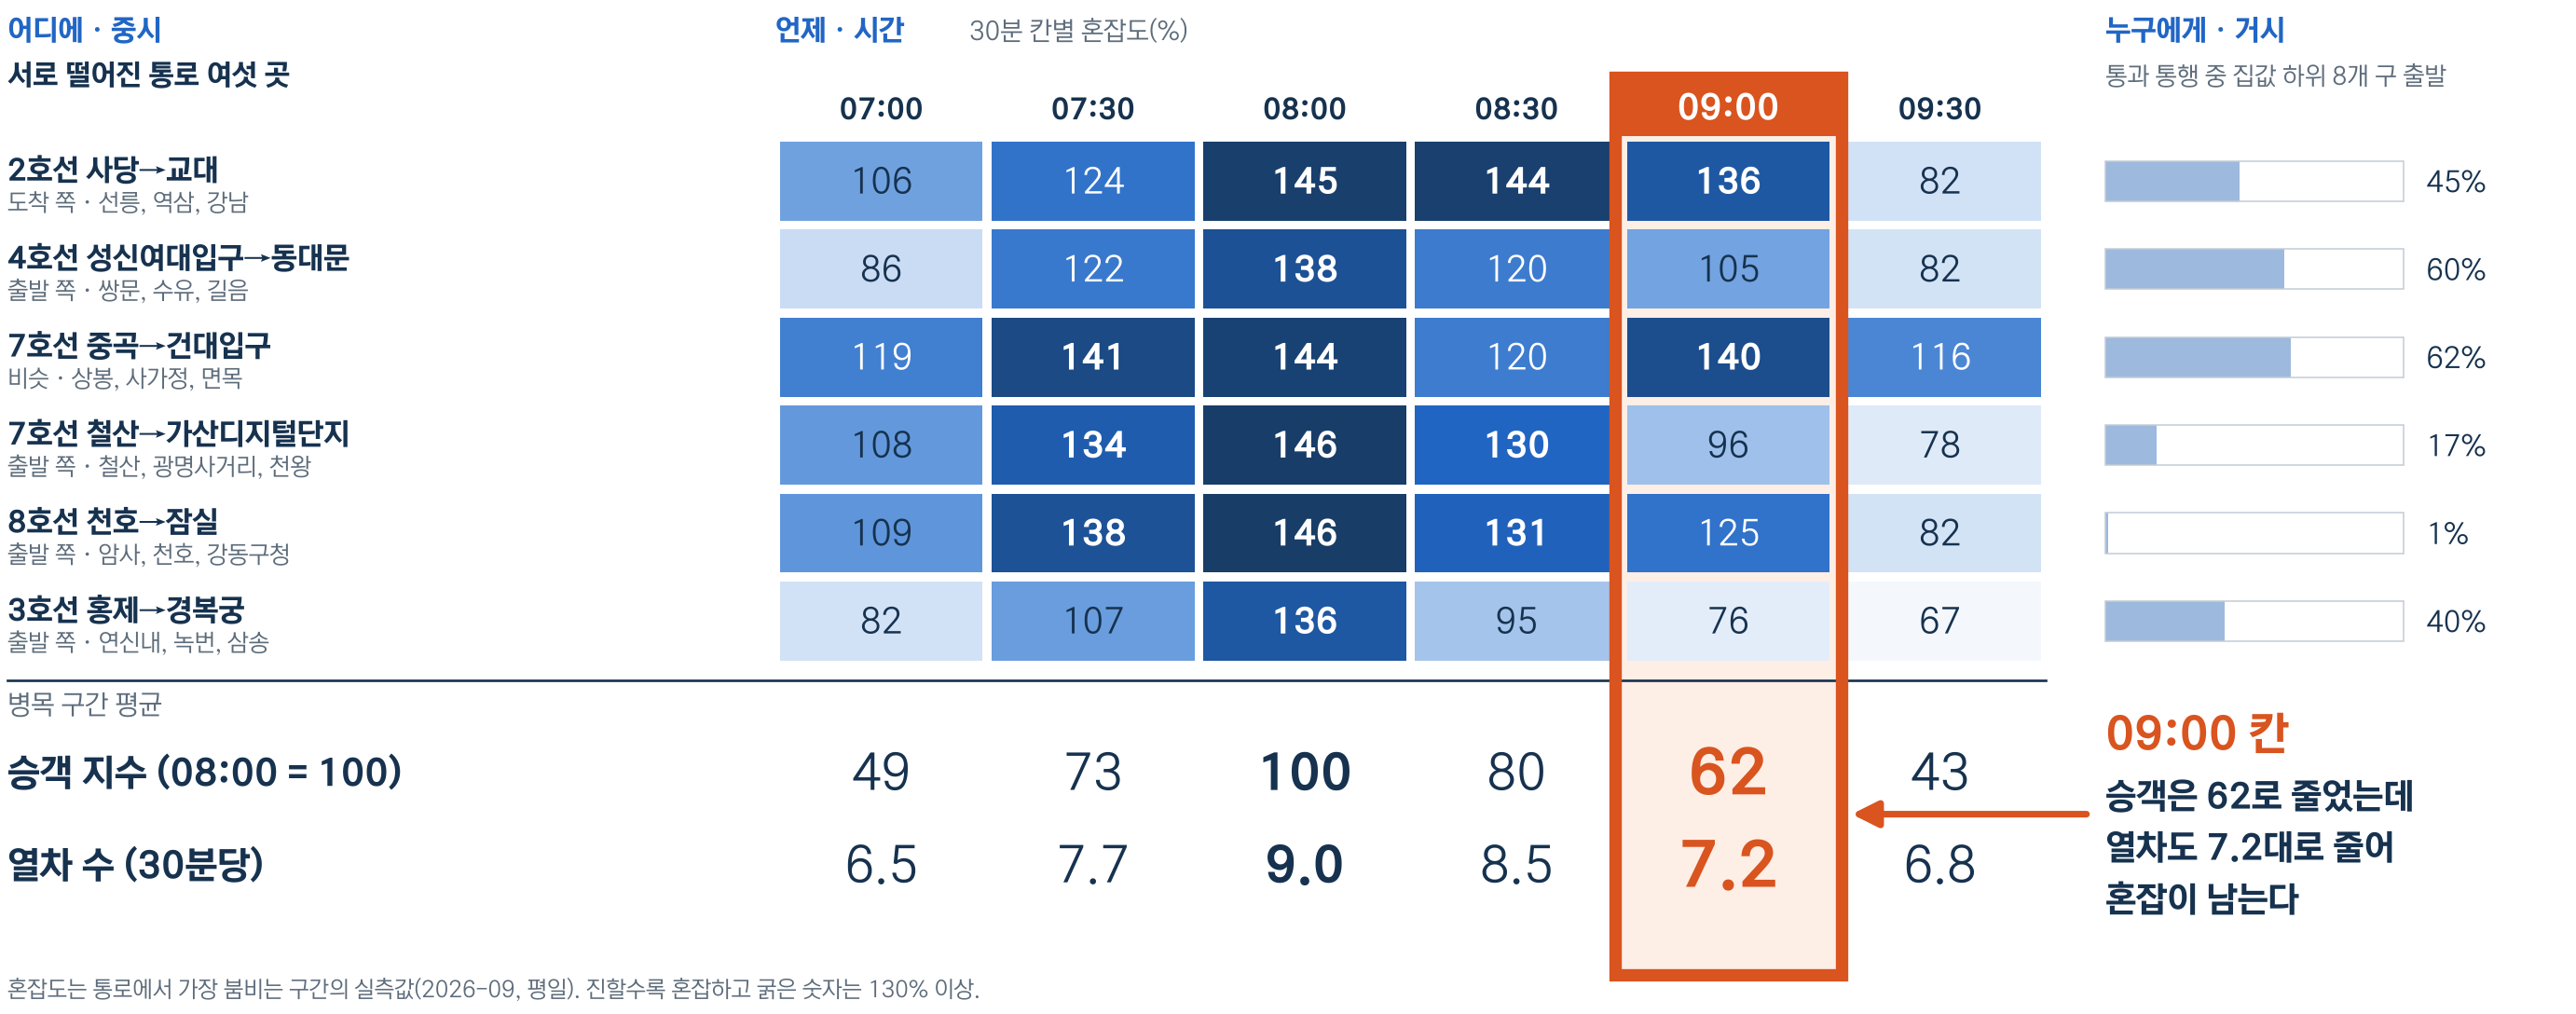 어디에 · 중시
서로 떨어진 통로 여섯 곳
언제 · 시간 30분 칸별 혼잡도(%)
누구에게 · 거시
통과 통행 중 집값 하위 8개 구 출발
07:00 07:30 08:00 08:30 09:00 09:30
2호선 사당→교대
도착 쪽 · 선릉, 역삼, 강남
106 124 145 144 136 82 45%
4호선 성신여대입구→동대문
출발 쪽 · 쌍문, 수유, 길음
86 122 138 120 105 82 60%
7호선 중곡→건대입구
비슷 · 상봉, 사가정, 면목
119 141 144 120 140 116 62%
7호선 철산→가산디지털단지
출발 쪽 · 철산, 광명사거리, 천왕
108 134 146 130 96 78 17%
8호선 천호→잠실
출발 쪽 · 암사, 천호, 강동구청
109 138 146 131 125 82 1%
3호선 홍제→경복궁
출발 쪽 · 연신내, 녹번, 삼송
82 107 136 95 76 67 40%
병목 구간 평균
승객 지수 (08:00 = 100) 49 73 100 80 62 43
열차 수 (30분당) 6.5 7.7 9.0 8.5 7.2 6.8
09:00 칸
승객은 62로 줄었는데
열차도 7.2대로 줄어
혼잡이 남는다
혼잡도는 통로에서 가장 붐비는 구간의 실측값(2026-09, 평일). 진할수록 혼잡하고 굵은 숫자는 130% 이상.